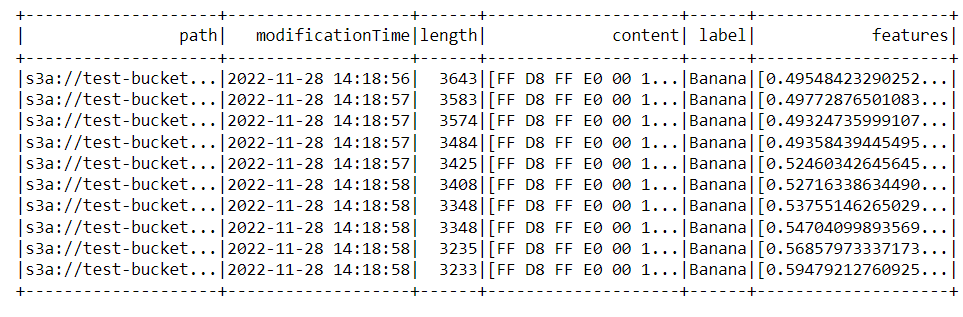 +--------------------+-------------------+------+--------------------+------+--------------------+
|                path|   modificationTime|length|             content| label|            features|
+--------------------+-------------------+------+--------------------+------+--------------------+
|s3a://test-bucket...|2022-11-28 14:18:56|  3643|[FF D8 FF E0 00 1...|Banana|[0.49548423290252...|
|s3a://test-bucket...|2022-11-28 14:18:57|  3583|[FF D8 FF E0 00 1...|Banana|[0.49772876501083...|
|s3a://test-bucket...|2022-11-28 14:18:57|  3574|[FF D8 FF E0 00 1...|Banana|[0.49324735999107...|
|s3a://test-bucket...|2022-11-28 14:18:57|  3484|[FF D8 FF E0 00 1...|Banana|[0.49358439445495...|
|s3a://test-bucket...|2022-11-28 14:18:57|  3425|[FF D8 FF E0 00 1...|Banana|[0.52460342645645...|
|s3a://test-bucket...|2022-11-28 14:18:58|  3408|[FF D8 FF E0 00 1...|Banana|[0.52716338634490...|
|s3a://test-bucket...|2022-11-28 14:18:58|  3348|[FF D8 FF E0 00 1...|Banana|[0.53755146265029...|
|s3a://test-bucket...|2022-11-28 14:18:58|  3348|[FF D8 FF E0 00 1...|Banana|[0.54704099893569...|
|s3a://test-bucket...|2022-11-28 14:18:58|  3235|[FF D8 FF E0 00 1...|Banana|[0.56857973337173...|
|s3a://test-bucket...|2022-11-28 14:18:58|  3233|[FF D8 FF E0 00 1...|Banana|[0.59479212760925...|
+--------------------+-------------------+------+--------------------+------+--------------------+